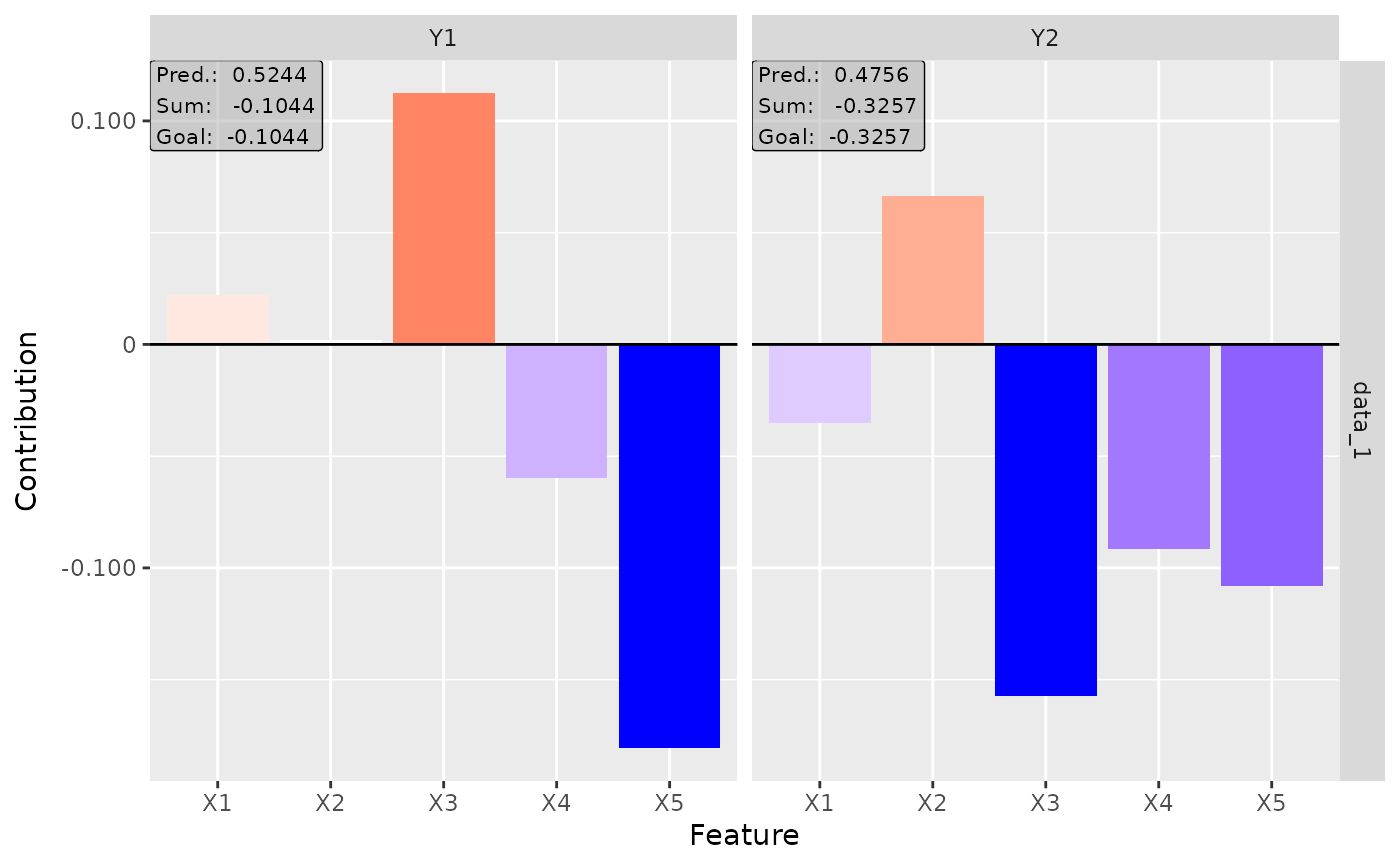 Y1
Y2
Pred.: 0.5244
Sum: -0.1044
Goal: -0.1044
Pred.: 0.4756
Sum: -0.3257
Goal: -0.3257
0.100
0
-0.100
Contribution
data_1
X1 X2 X3 X4 X5
X1 X2 X3 X4 X5
Feature